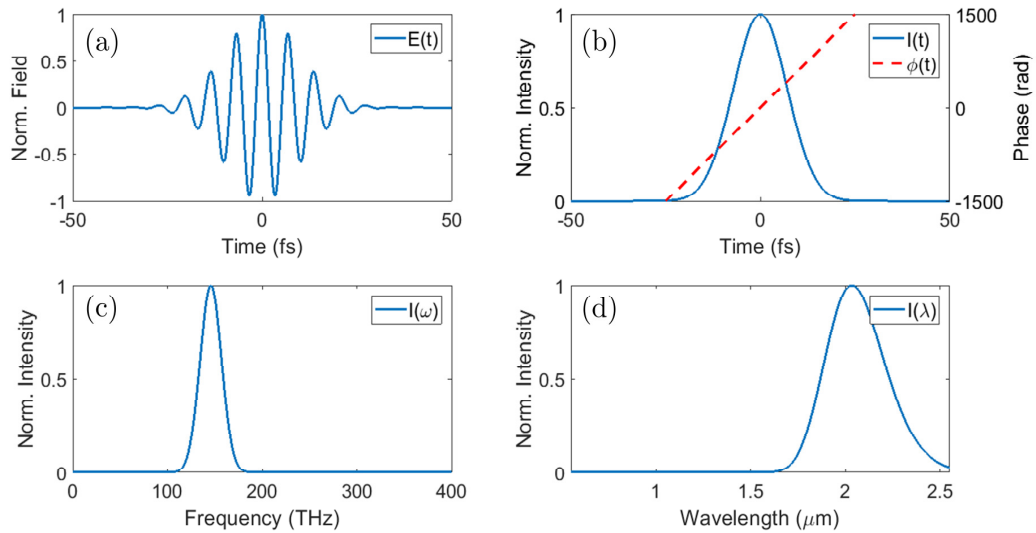 (a)
E(t)
Norm. Field
1
0.5
0
-0.5
-1
-50
0
50
Time (fs)
(b)
I(t)
ϕ(t)
Norm. Intensity
1
0.5
0
-50
0
50
Time (fs)
1500
0
-1500
Phase (rad)
(c)
I(ω)
Norm. Intensity
1
0.5
0
0
100
200
300
400
Frequency (THz)
(d)
I(λ)
Norm. Intensity
1
0.5
0
1
1.5
2
2.5
Wavelength (μm)